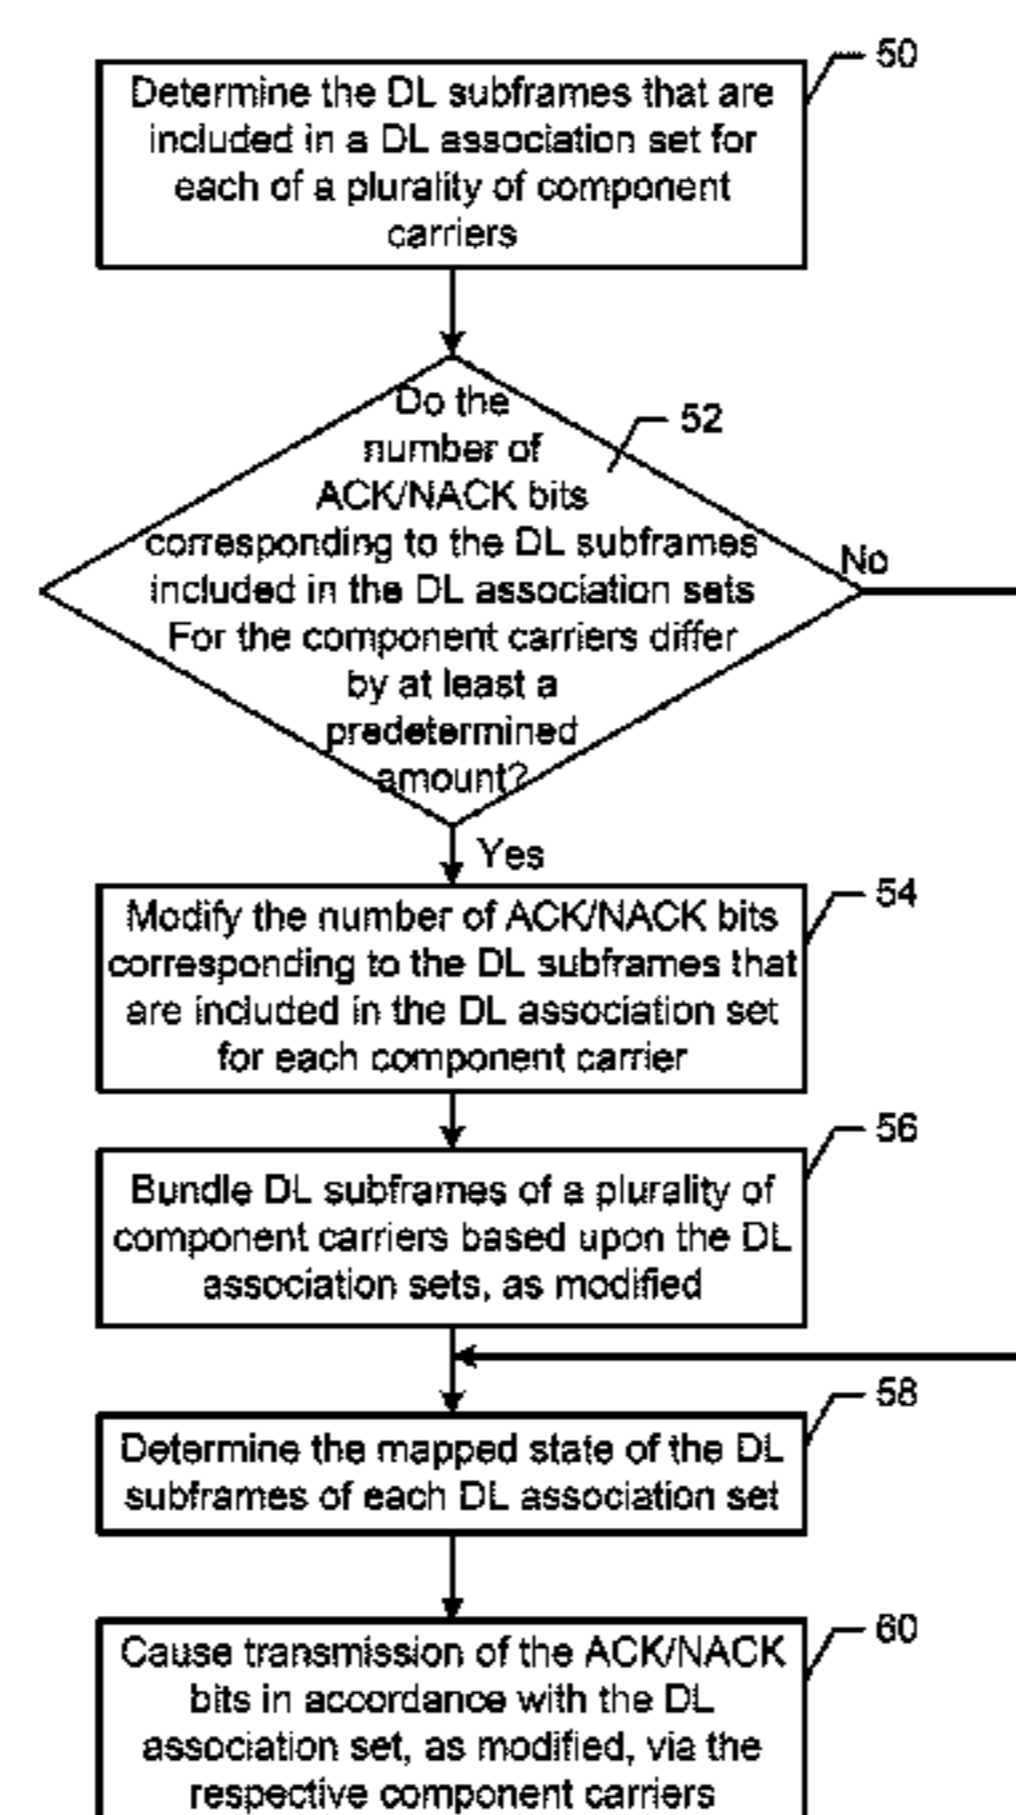 50
Determine the DL subframes that are
included in a DL association set for
each of a plurality of component
carriers
52
Do the
number of
ACK/NACK bits
corresponding to the DL subframes
included in the DL association sets
For the component carriers differ
by at least a
predetermined
amount?
No
Yes
54
Modify the number of ACK/NACK bits
corresponding to the DL subframes that
are included in the DL association set
for each component carrier
56
Bundle DL subframes of a plurality of
component carriers based upon the DL
association sets, as modified
58
Determine the mapped state of the DL
subframes of each DL association set
60
Cause transmission of the ACK/NACK
bits in accordance with the DL
association set, as modified, via the
respective component carriers